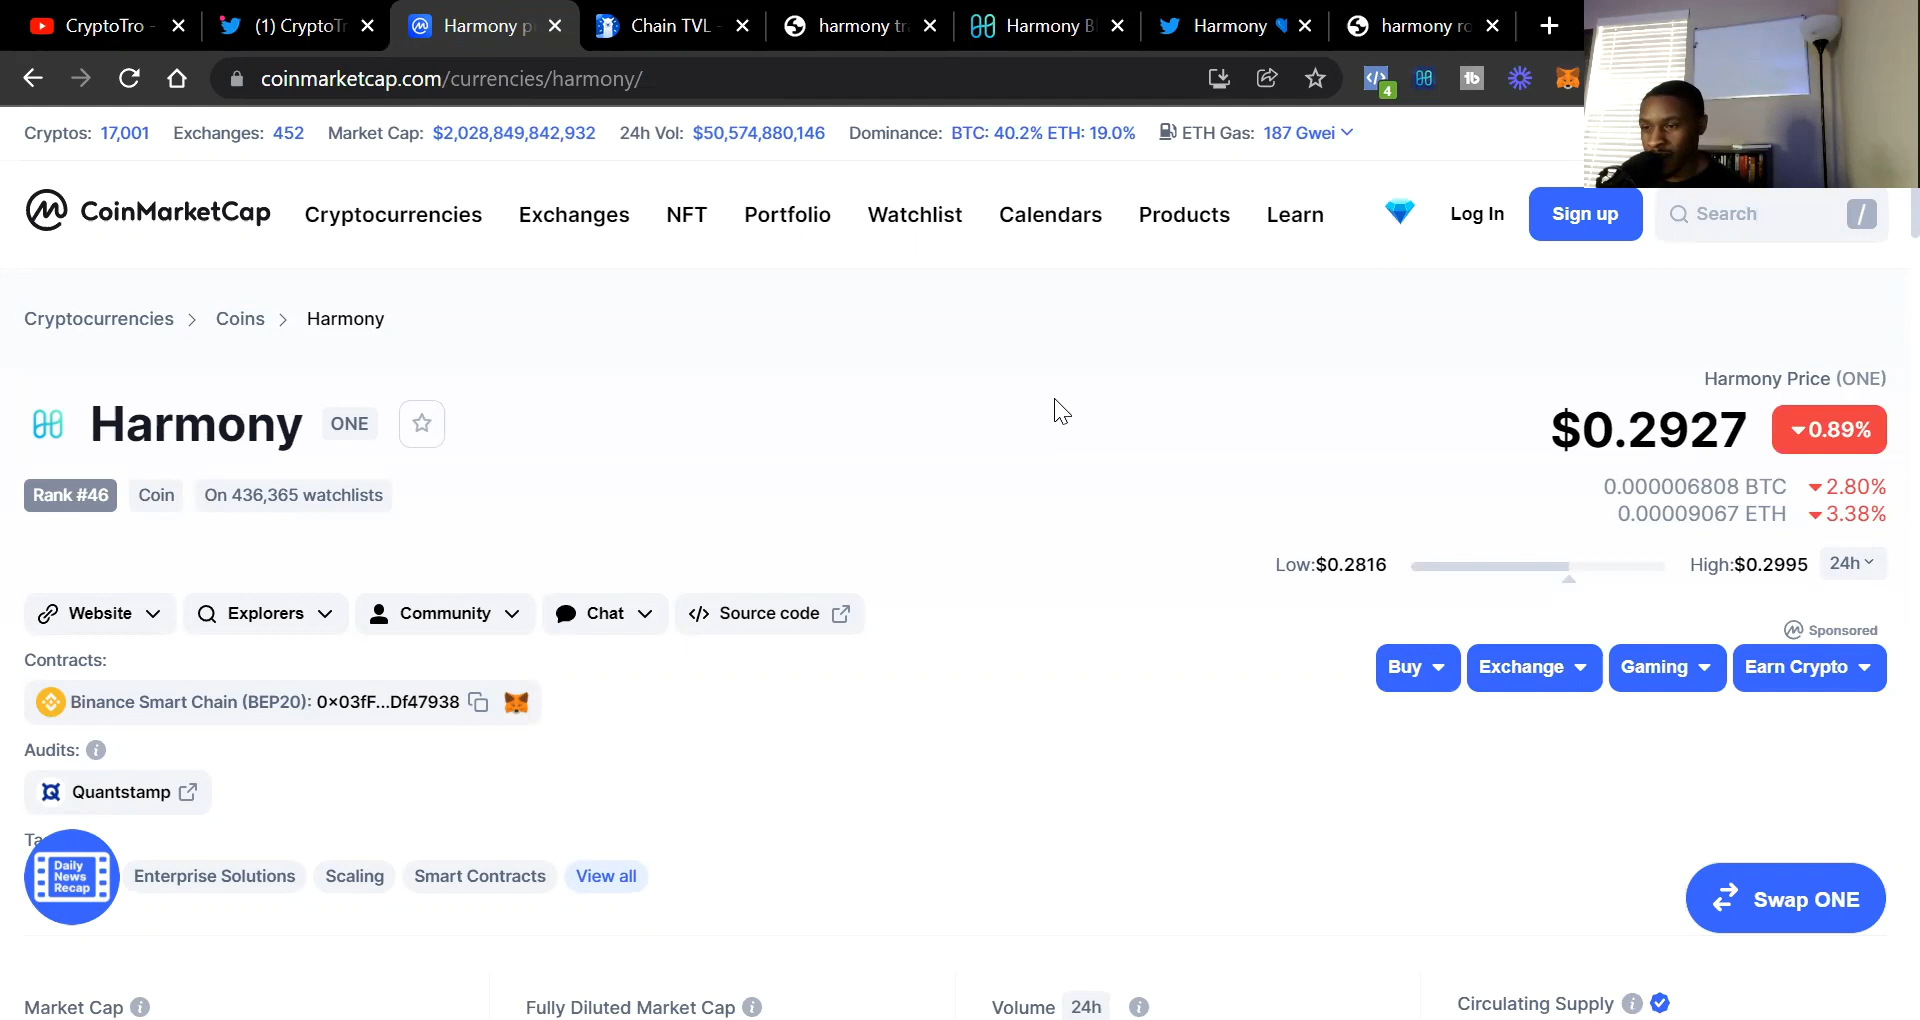 CryptoTro -
(1) CryptoTr
Harmony p
Chain TVL -
harmony tr
Harmony B
Harmony
harmony ro
coinmarketcap.com/currencies/harmony/
4
tb
Cryptos: 17,001 Exchanges: 452 Market Cap: $2,028,849,842,932 24h Vol: $50,574,880,146 Dominance: BTC: 40.2% ETH: 19.0% ETH Gas: 187 Gwei
CoinMarketCap Cryptocurrencies Exchanges NFT Portfolio Watchlist Calendars Products Learn Log In Sign up Search /
Cryptocurrencies > Coins > Harmony
Harmony ONE
Rank #46 Coin On 436,365 watchlists
Harmony Price (ONE)
$0.2927 0.89%
0.000006808 BTC 2.80%
0.00009067 ETH 3.38%
Low:$0.2816 High:$0.2995 24h
Website Explorers Community Chat </> Source code
Sponsored
Contracts:
Buy Exchange Gaming Earn Crypto
Binance Smart Chain (BEP20): 0x03fF...Df47938
Audits:
Quantstamp
Ta
Daily
News
Recap
Enterprise Solutions Scaling Smart Contracts View all
Swap ONE
Market Cap Fully Diluted Market Cap Volume 24h Circulating Supply